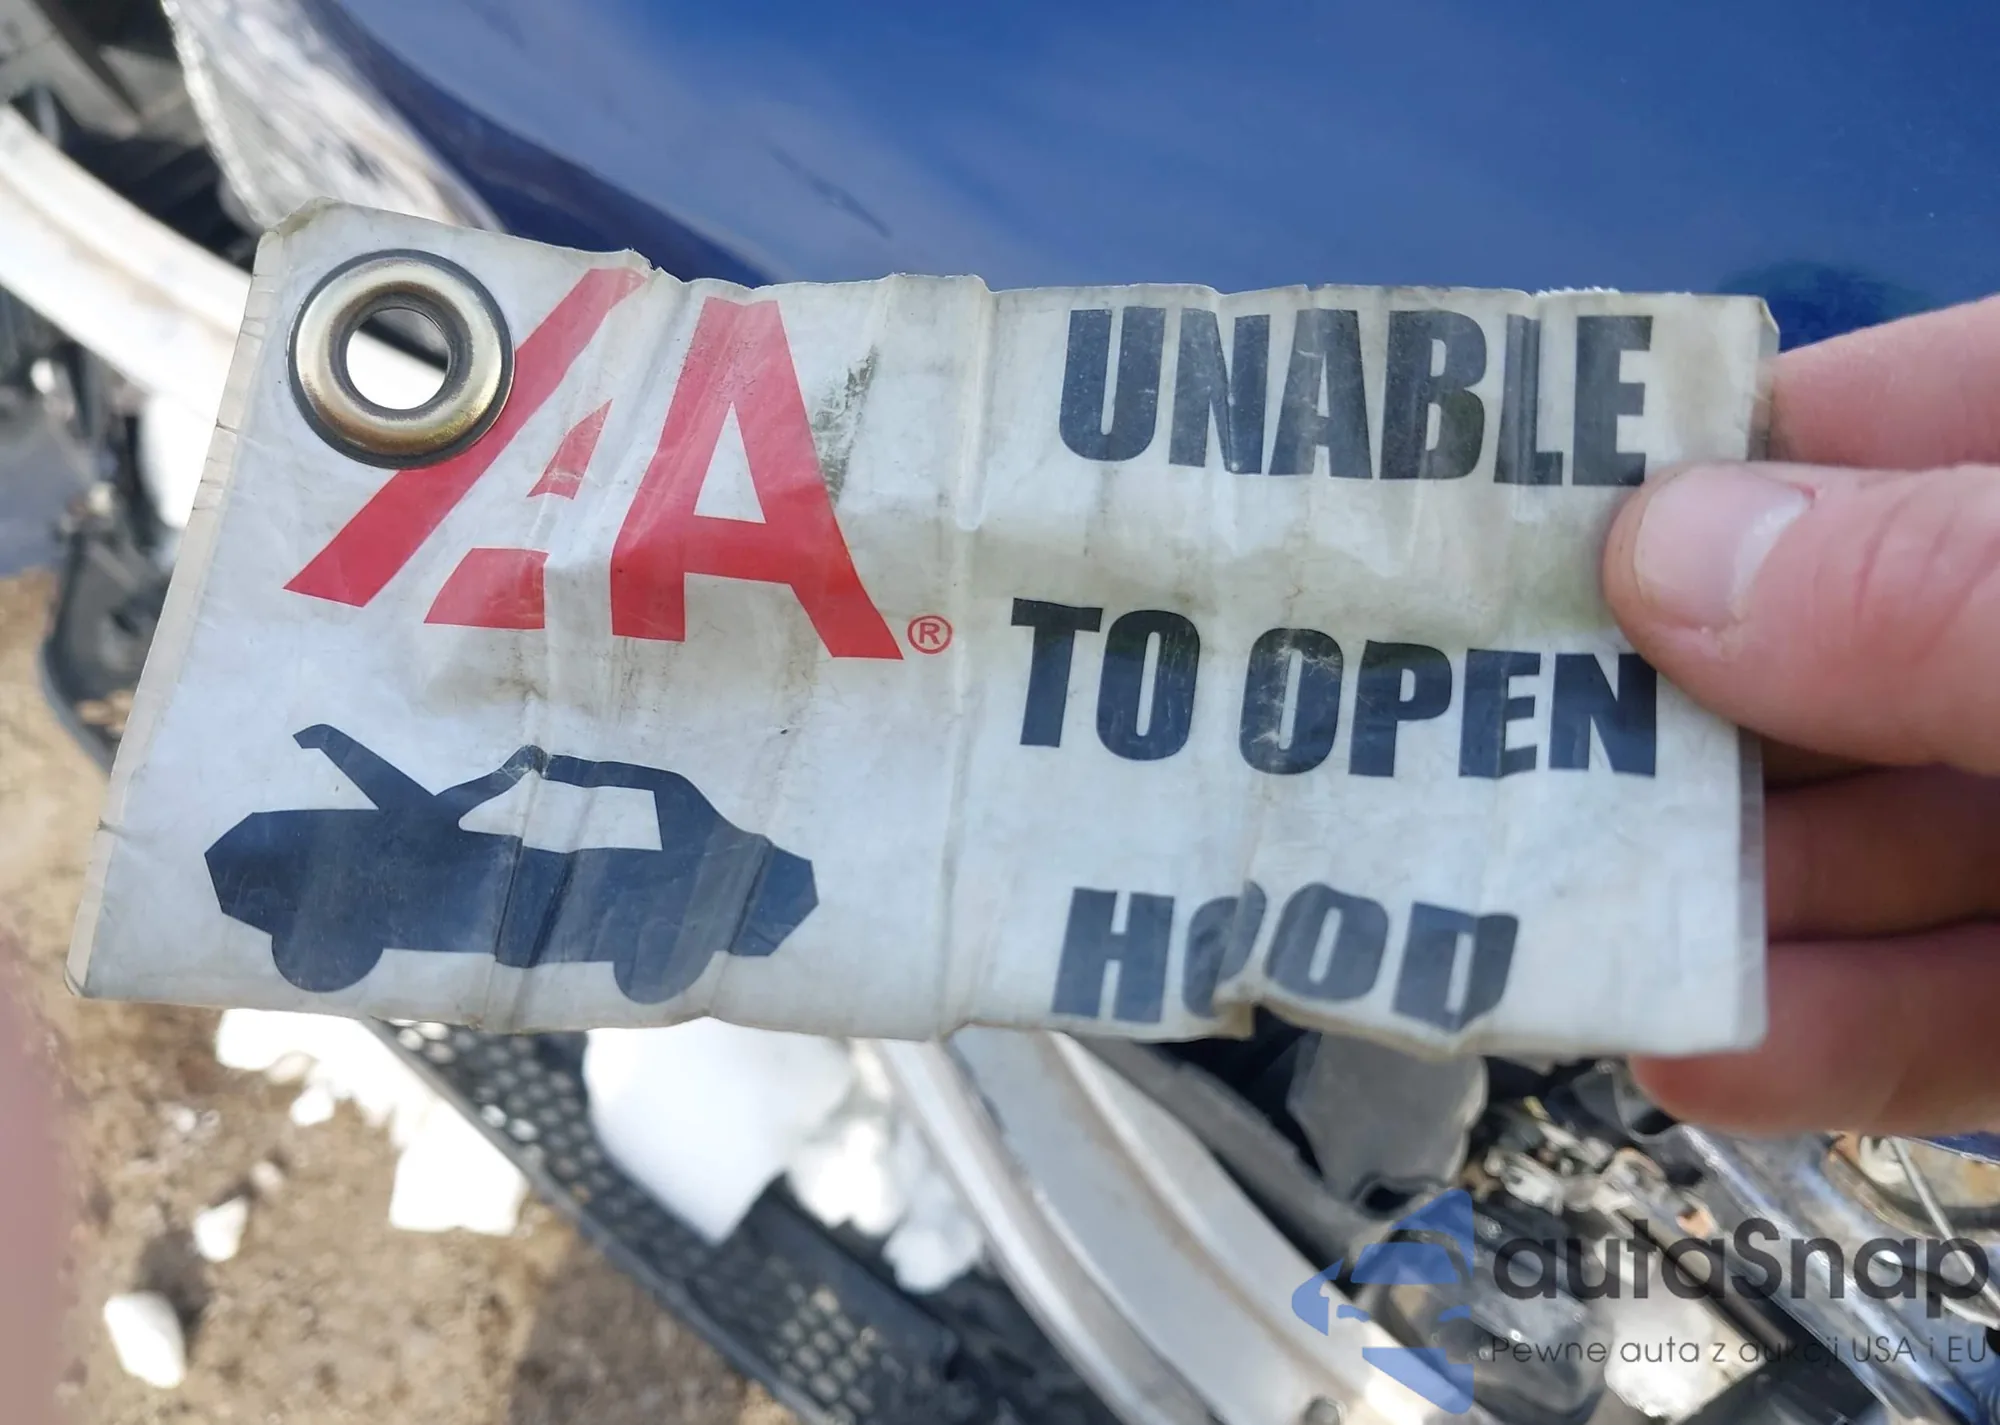 IAA®
UNABLE
TO OPEN
HOOD
autaSnap
Pewne auta z aukcji USA i EU